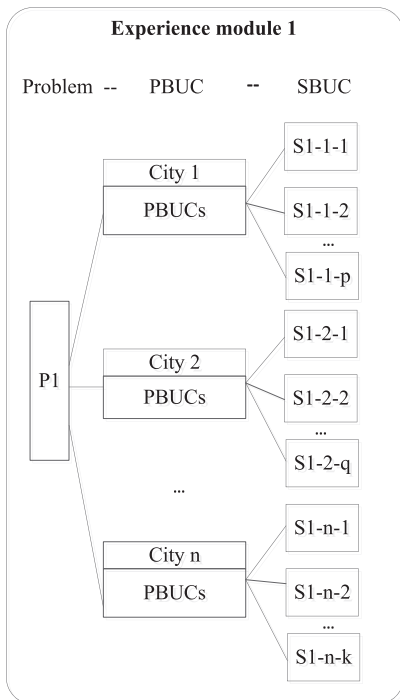 Experience module 1
Problem -- PBUC -- SBUC
S1-1-1
City 1
PBUCs
S1-1-2
...
S1-1-p
S1-2-1
City 2
P1
PBUCs
S1-2-2
...
S1-2-q
...
S1-n-1
City n
PBUCs
S1-n-2
...
S1-n-k